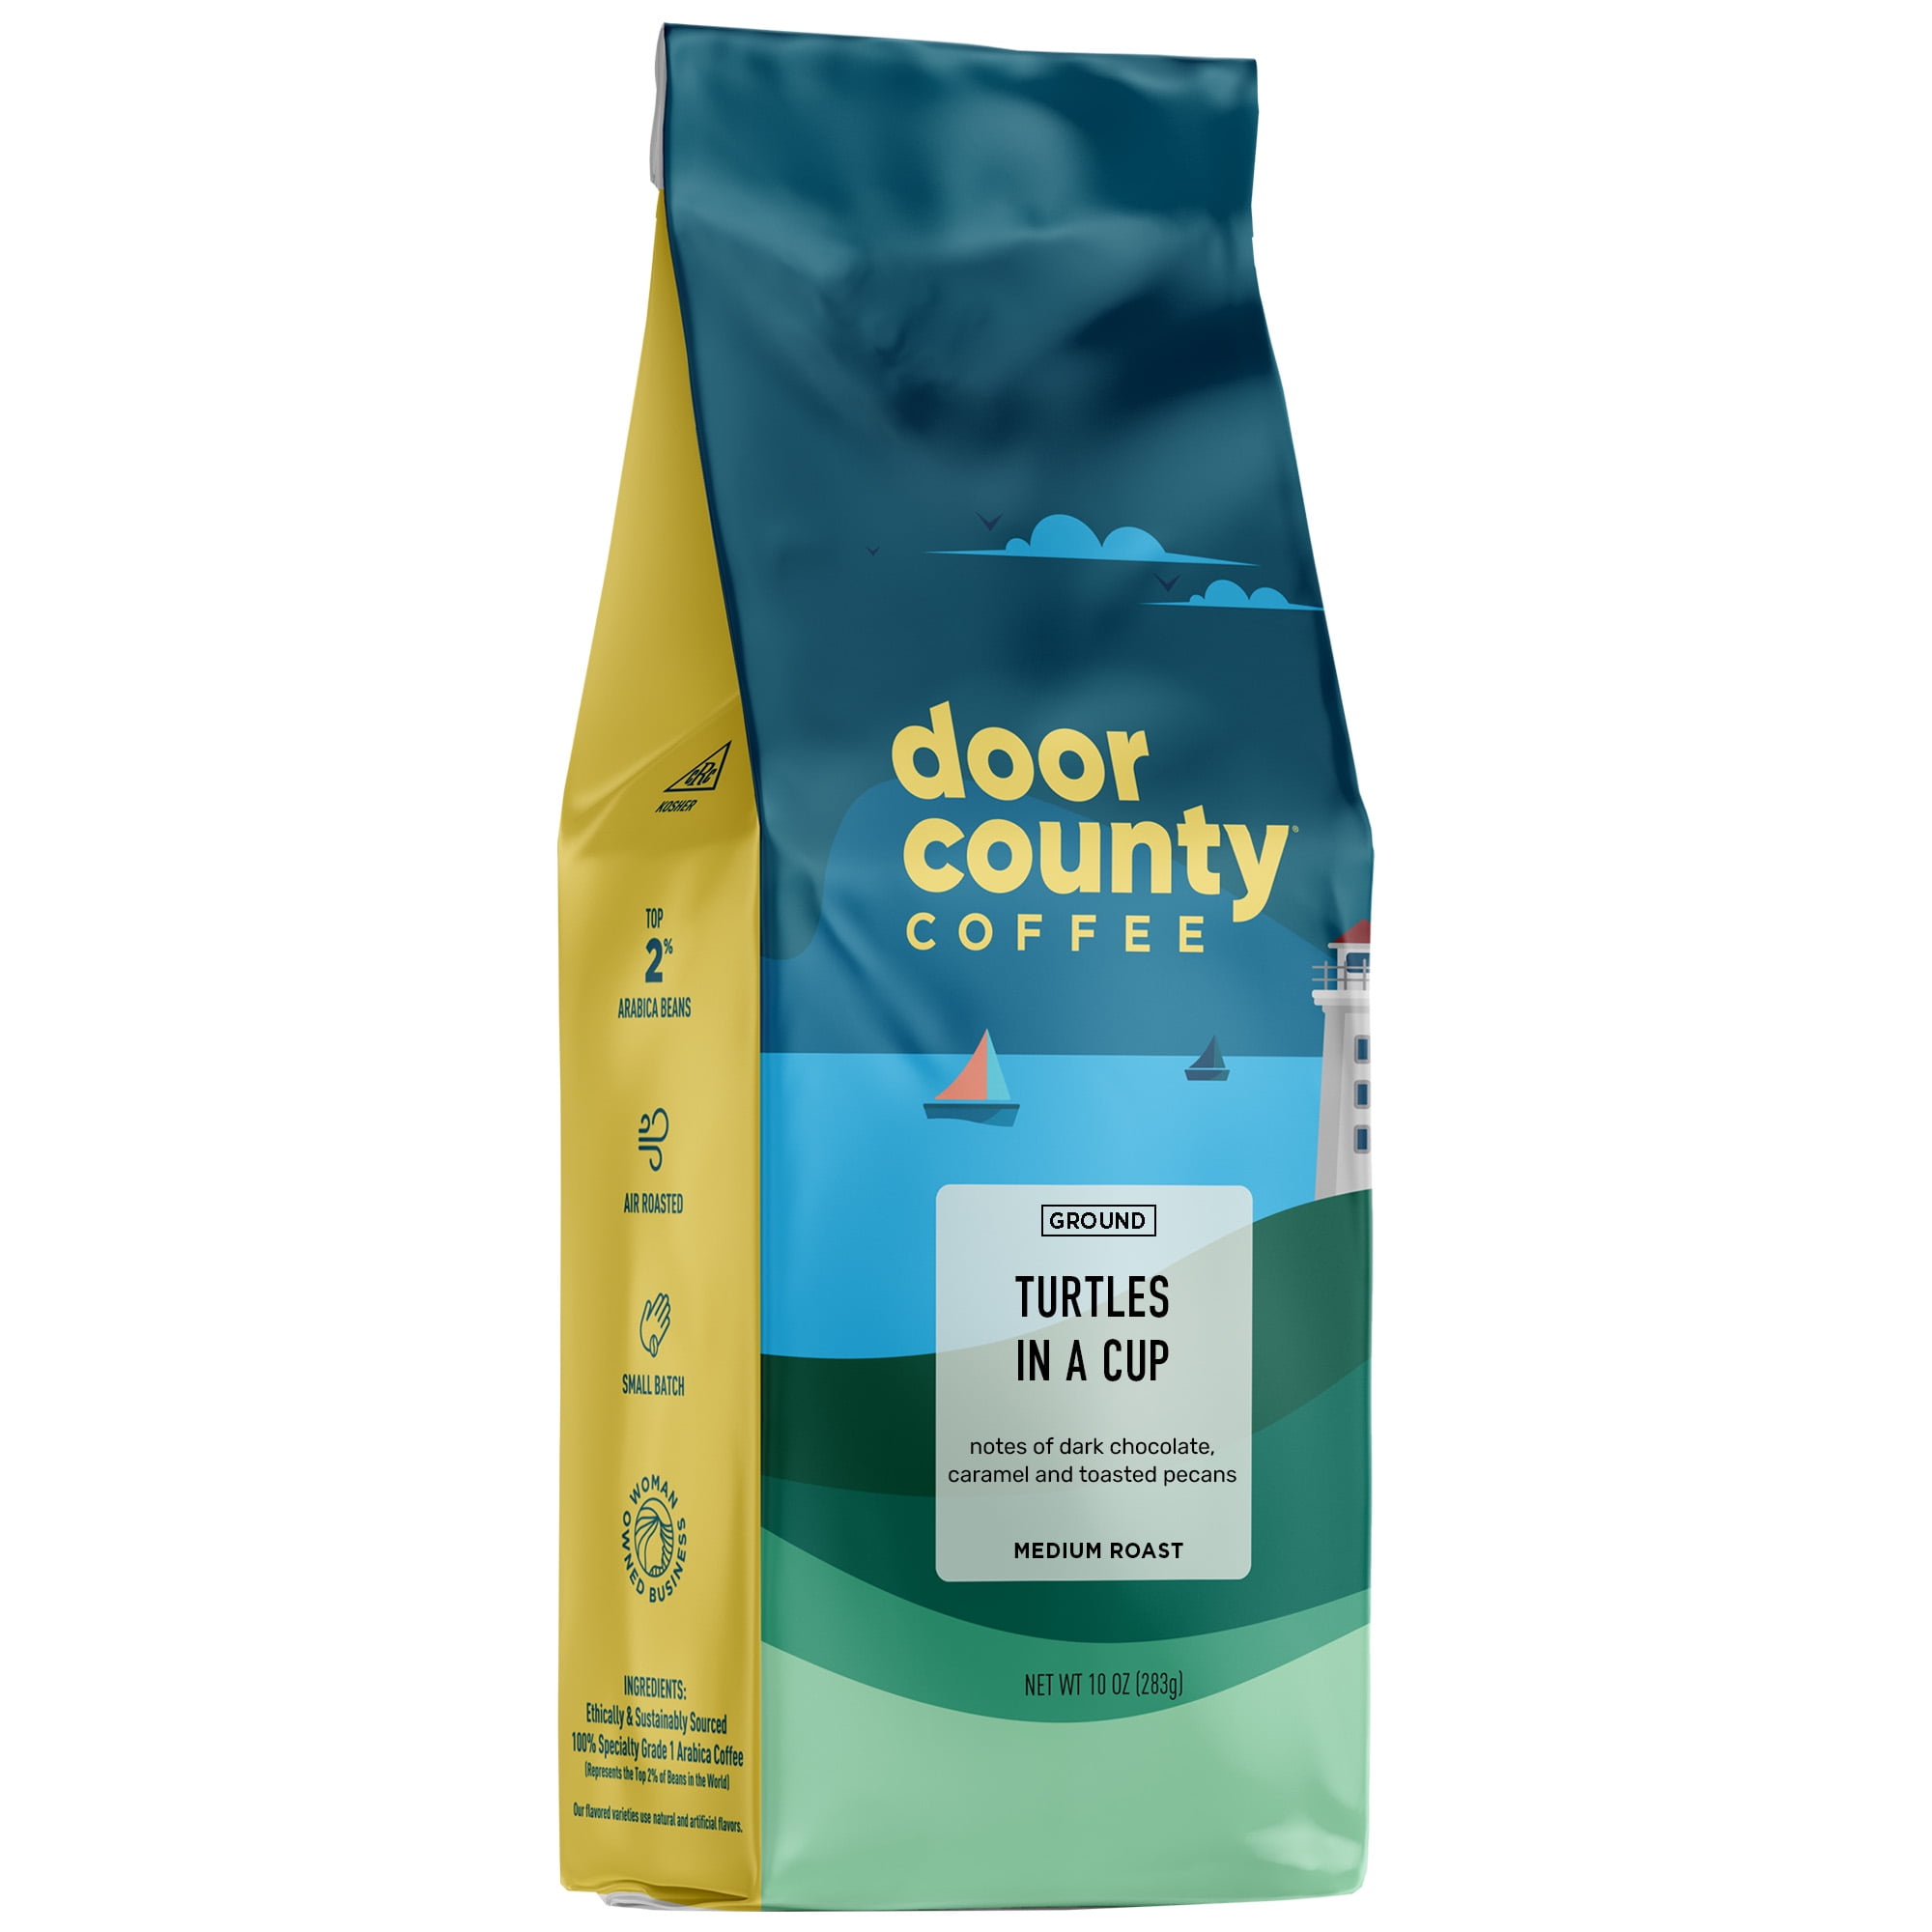 door
county®
COFFEE
GROUND
TURTLES
IN A CUP
notes of dark chocolate,
caramel and toasted pecans
MEDIUM ROAST
NET WT 10 OZ (283g)
cRc
KOSHER
TOP
2%
ARABICA BEANS
AIR ROASTED
SMALL BATCH
WOMAN
OWNED BUSINESS
INGREDIENTS:
Ethically & Sustainably Sourced
100% Specialty Grade 1 Arabica Coffee
(Represents the Top 2% of Beans in the World)
Our flavored varieties use natural and artificial flavors.